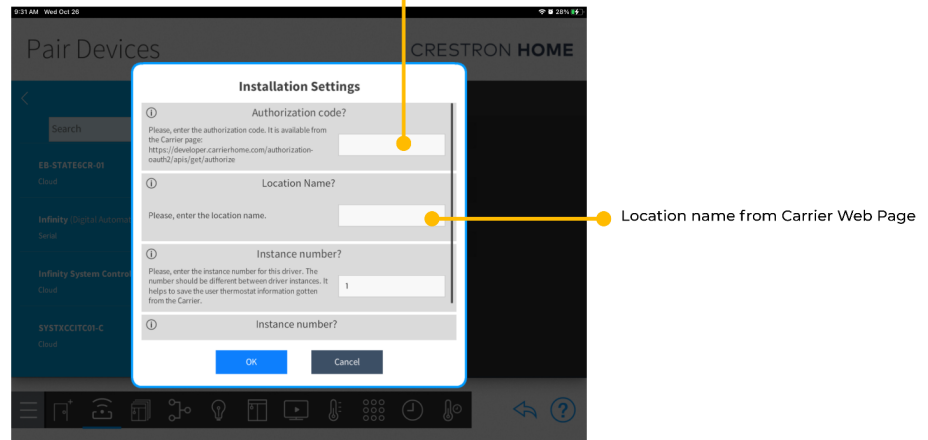 9:31 AM Wed Oct 26
28%
Pair Devices
CRESTRON HOME
Installation Settings
Authorization code?
Please, enter the authorization code. It is available from
the Carrier page:
https://developer.carrierhome.com/authorization-
oauth2/apis/get/authorize
Search
EB-STATE6CR-01
Cloud
Location Name?
Please, enter the location name.
Location name from Carrier Web Page
Infinity (Digital Automat
Serial
Instance number?
Please, enter the instance number for this driver. The
number should be different between driver instances. It
helps to save the user thermostat information gotten
from the Carrier.
1
Infinity System Control
Cloud
Instance number?
SYSTXCCITC01-C
Cloud
OK
Cancel
?